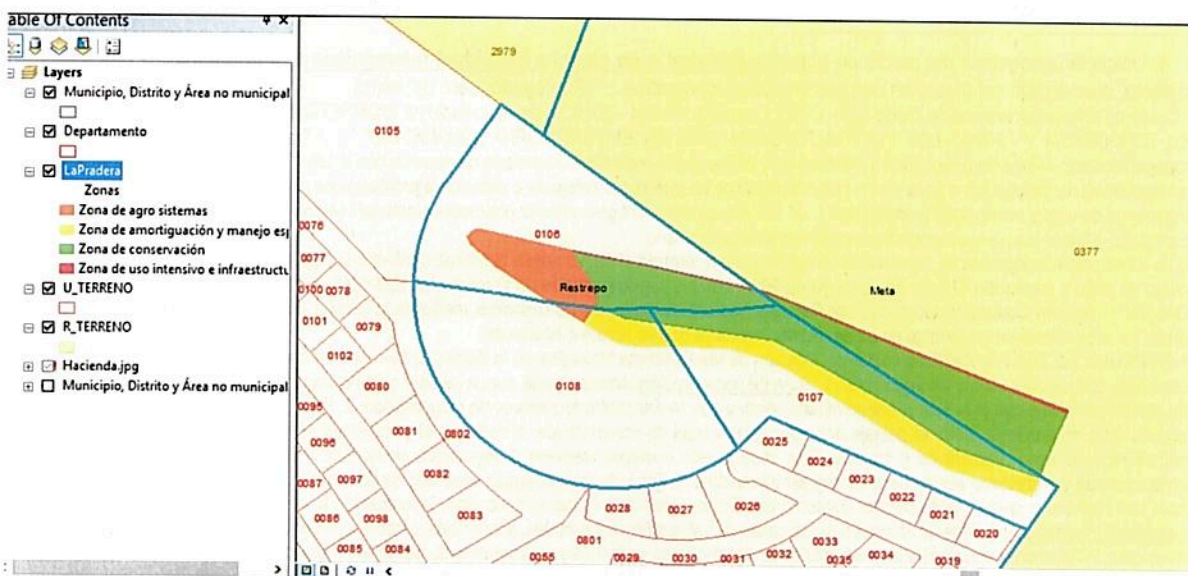 able Of Contents
Layers
Municipio, Distrito y Área no municipal
Departamento
LaPradera
Zonas
Zona de agro sistemas
Zona de amortiguación y manejo esp
Zona de conservación
Zona de uso intensivo e infraestructu
U_TERRENO
R_TERRENO
Hacienda.jpg
Municipio, Distrito y Área no municipal
2979
0105
0106
0377
0076
0077
Restrepo
Meta
0100
0078
0101
0079
0102
0108
0107
0080
0095
0081
0802
0025
0096
0024
0082
0023
0087
0097
0022
0028
0027
0026
0021
0086
0098
0083
0020
0801
0033
0085
0084
0029
0030
0031
0032
0035
0034
0019